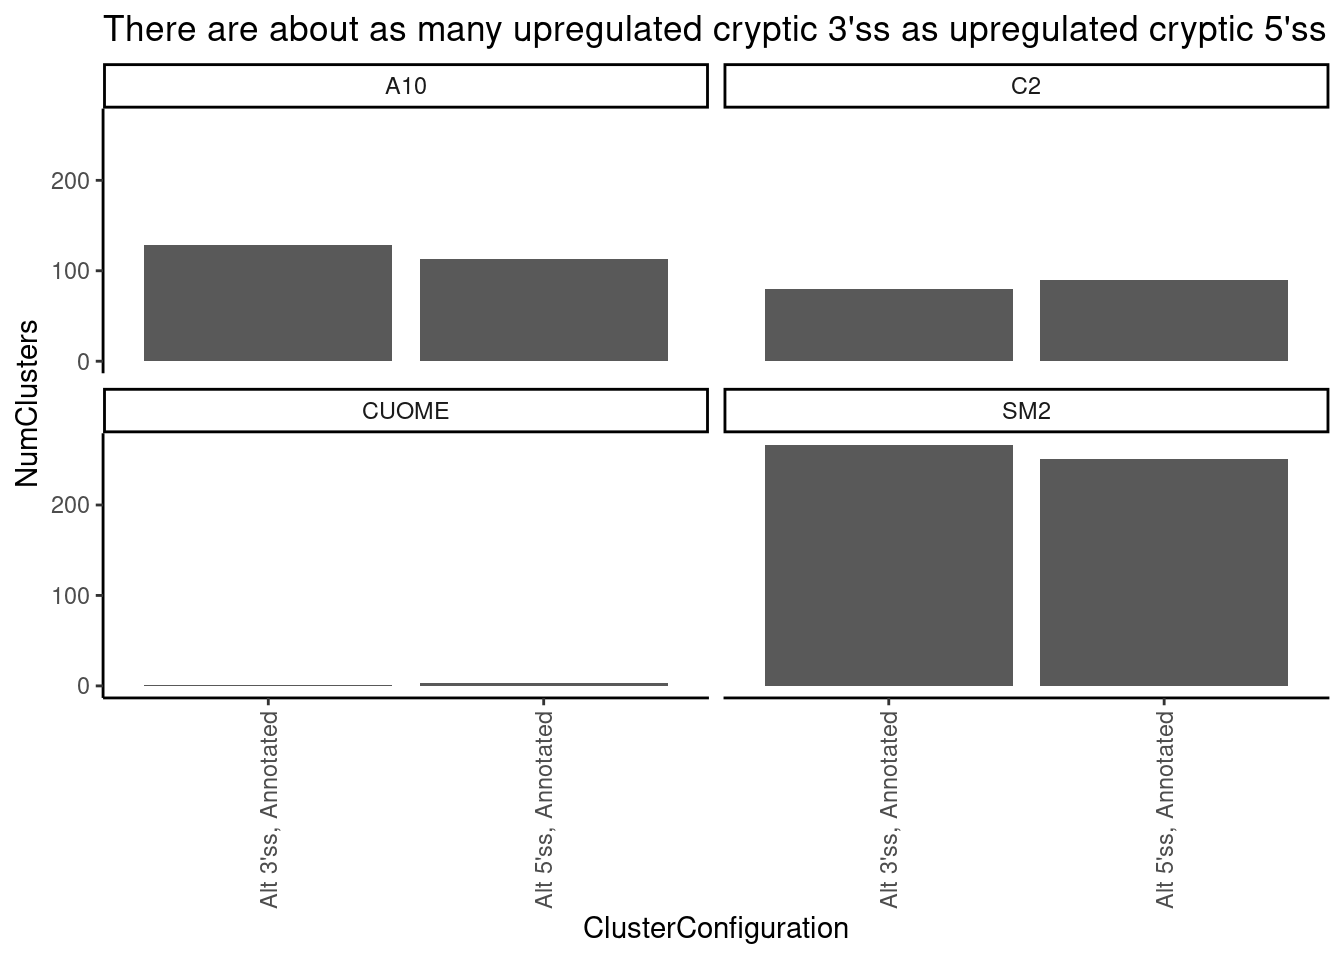 There are about as many upregulated cryptic 3'ss as upregulated cryptic 5'ss
A10
C2
200
100
0
CUOME
SM2
200
100
0
NumClusters
Alt 3'ss, Annotated
Alt 5'ss, Annotated
Alt 3'ss, Annotated
Alt 5'ss, Annotated
ClusterConfiguration